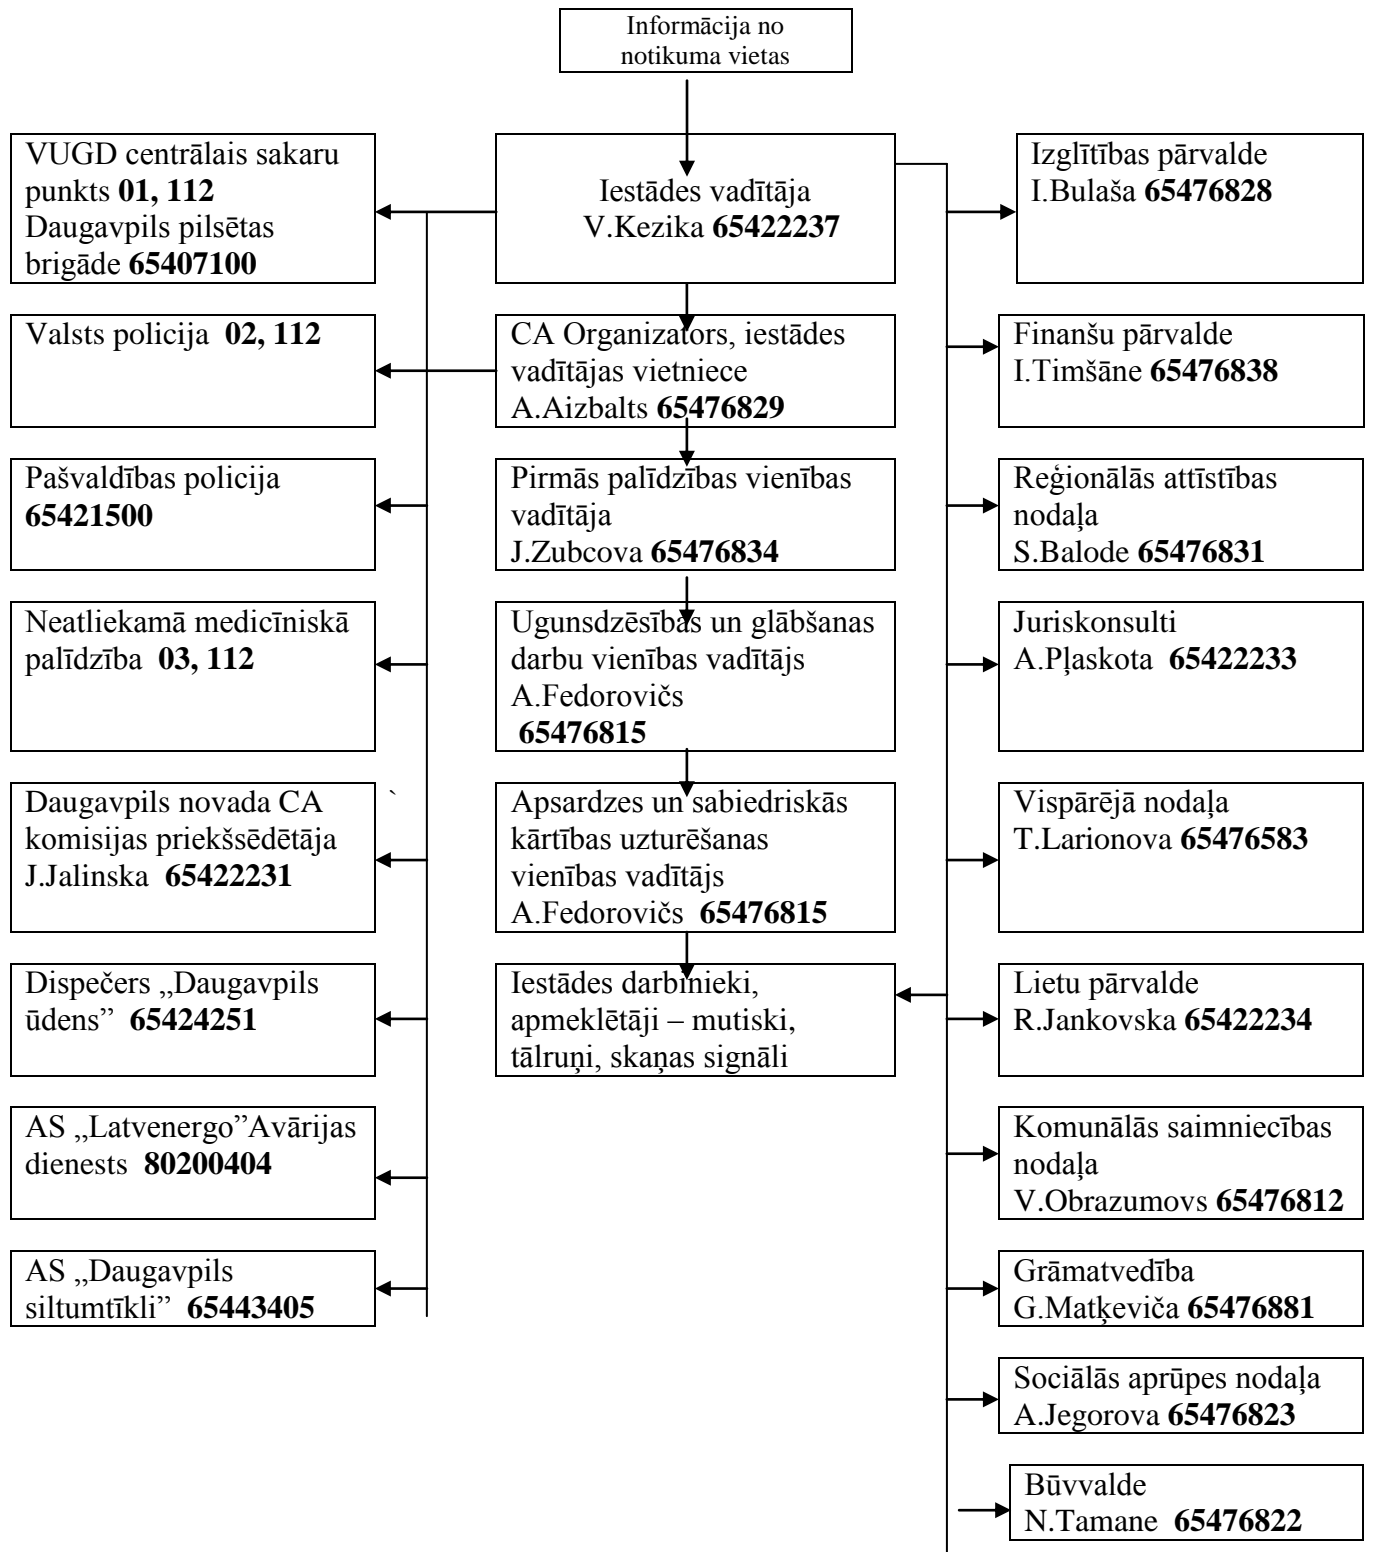 Informācija no
notikuma vietas
VUGD centrālais sakaru
punkts 01, 112
Daugavpils pilsētas
brigāde 65407100
Valsts policija 02, 112
Pašvaldības policija
65421500
Neatliekamā medicīniskā
palīdzība 03, 112
Daugavpils novada CA
komisijas priekšsēdētāja
J.Jalinska 65422231
`
Dispečers „Daugavpils
ūdens” 65424251
AS „Latvenergo”Avārijas
dienests 80200404
AS „Daugavpils
siltumtīkli” 65443405
Iestādes vadītāja
V.Kezika 65422237
CA Organizators, iestādes
vadītājas vietniece
A.Aizbalts 65476829
Pirmās palīdzības vienības
vadītāja
J.Zubcova 65476834
Ugunsdzēsības un glābšanas
darbu vienības vadītājs
A.Fedorovičs
65476815
Apsardzes un sabiedriskās
kārtības uzturēšanas
vienības vadītājs
A.Fedorovičs 65476815
Iestādes darbinieki,
apmeklētāji – mutiski,
tālruņi, skaņas signāli
Izglītības pārvalde
I.Bulaša 65476828
Finanšu pārvalde
I.Timšāne 65476838
Reģionālās attīstības
nodaļa
S.Balode 65476831
Juriskonsulti
A.Pļaskota 65422233
Vispārējā nodaļa
T.Larionova 65476583
Lietu pārvalde
R.Jankovska 65422234
Komunālās saimniecības
nodaļa
V.Obrazumovs 65476812
Grāmatvedība
G.Matķeviča 65476881
Sociālās aprūpes nodaļa
A.Jegorova 65476823
Būvvalde
N.Tamane 65476822